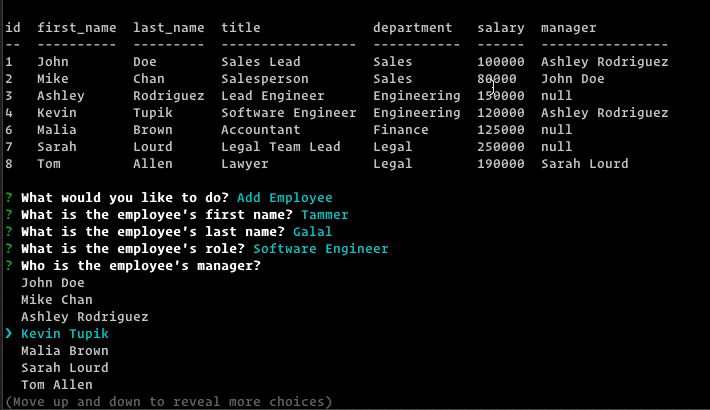 id  first_name  last_name  title              department   salary  manager
--  ----------  ---------  -----------------  -----------  ------  ----------------
1   John        Doe        Sales Lead         Sales        100000  Ashley Rodriguez
2   Mike        Chan       Salesperson        Sales        80000   John Doe
3   Ashley      Rodriguez  Lead Engineer      Engineering  150000  null
4   Kevin       Tupik      Software Engineer  Engineering  120000  Ashley Rodriguez
6   Malia       Brown      Accountant         Finance      125000  null
7   Sarah       Lourd      Legal Team Lead    Legal        250000  null
8   Tom         Allen      Lawyer             Legal        190000  Sarah Lourd
? What would you like to do? Add Employee
? What is the employee's first name? Tammer
? What is the employee's last name? Galal
? What is the employee's role? Software Engineer
? Who is the employee's manager?
John Doe
Mike Chan
Ashley Rodriguez
❯ Kevin Tupik
Malia Brown
Sarah Lourd
Tom Allen
(Move up and down to reveal more choices)